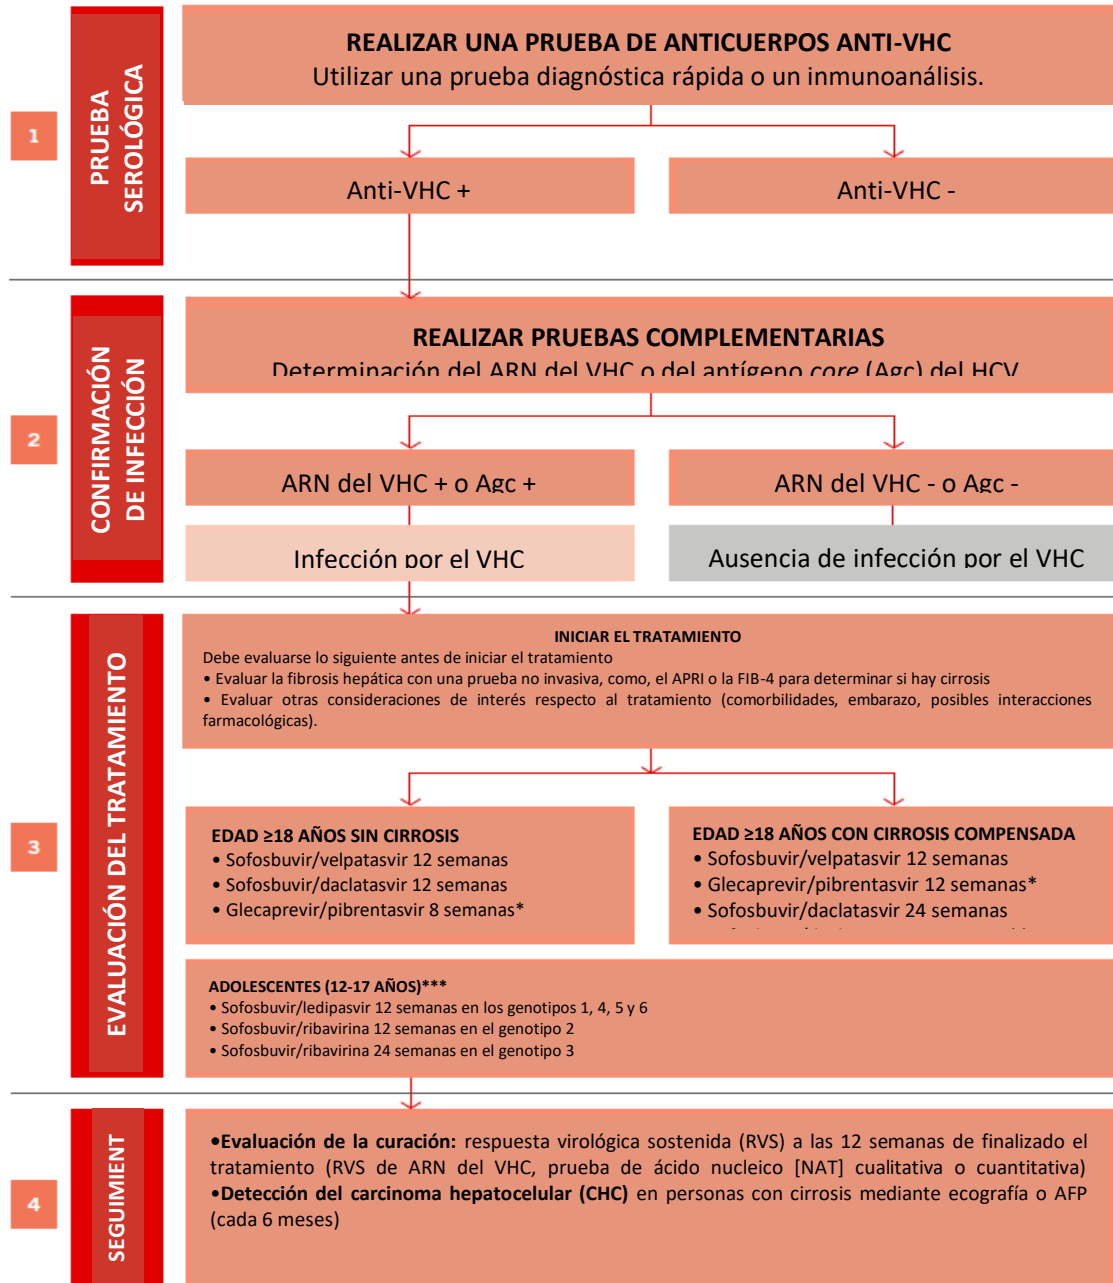 1
PRUEBA
SEROLÓGICA
REALIZAR UNA PRUEBA DE ANTICUERPOS ANTI-VHC
Utilizar una prueba diagnóstica rápida o un inmunoanálisis.
Anti-VHC +
Anti-VHC -
2
CONFIRMACIÓN
DE INFECCIÓN
REALIZAR PRUEBAS COMPLEMENTARIAS
Determinación del ARN del VHC o del antígeno core (Agc) del HCV
ARN del VHC + o Agc +
ARN del VHC - o Agc -
Infección por el VHC
Ausencia de infección por el VHC
3
EVALUACIÓN DEL TRATAMIENTO
INICIAR EL TRATAMIENTO
Debe evaluarse lo siguiente antes de iniciar el tratamiento
• Evaluar la fibrosis hepática con una prueba no invasiva, como, el APRI o la FIB-4 para determinar si hay cirrosis
• Evaluar otras consideraciones de interés respecto al tratamiento (comorbilidades, embarazo, posibles interacciones
farmacológicas).
EDAD ≥18 AÑOS SIN CIRROSIS
• Sofosbuvir/velpatasvir 12 semanas
• Sofosbuvir/daclatasvir 12 semanas
• Glecaprevir/pibrentasvir 8 semanas*
EDAD ≥18 AÑOS CON CIRROSIS COMPENSADA
• Sofosbuvir/velpatasvir 12 semanas
• Glecaprevir/pibrentasvir 12 semanas*
• Sofosbuvir/daclatasvir 24 semanas
ADOLESCENTES (12-17 AÑOS)***
• Sofosbuvir/ledipasvir 12 semanas en los genotipos 1, 4, 5 y 6
• Sofosbuvir/ribavirina 12 semanas en el genotipo 2
• Sofosbuvir/ribavirina 24 semanas en el genotipo 3
4
SEGUIMIENT
•Evaluación de la curación: respuesta virológica sostenida (RVS) a las 12 semanas de finalizado el
tratamiento (RVS de ARN del VHC, prueba de ácido nucleico [NAT] cualitativa o cuantitativa)
•Detección del carcinoma hepatocelular (CHC) en personas con cirrosis mediante ecografía o AFP
(cada 6 meses)